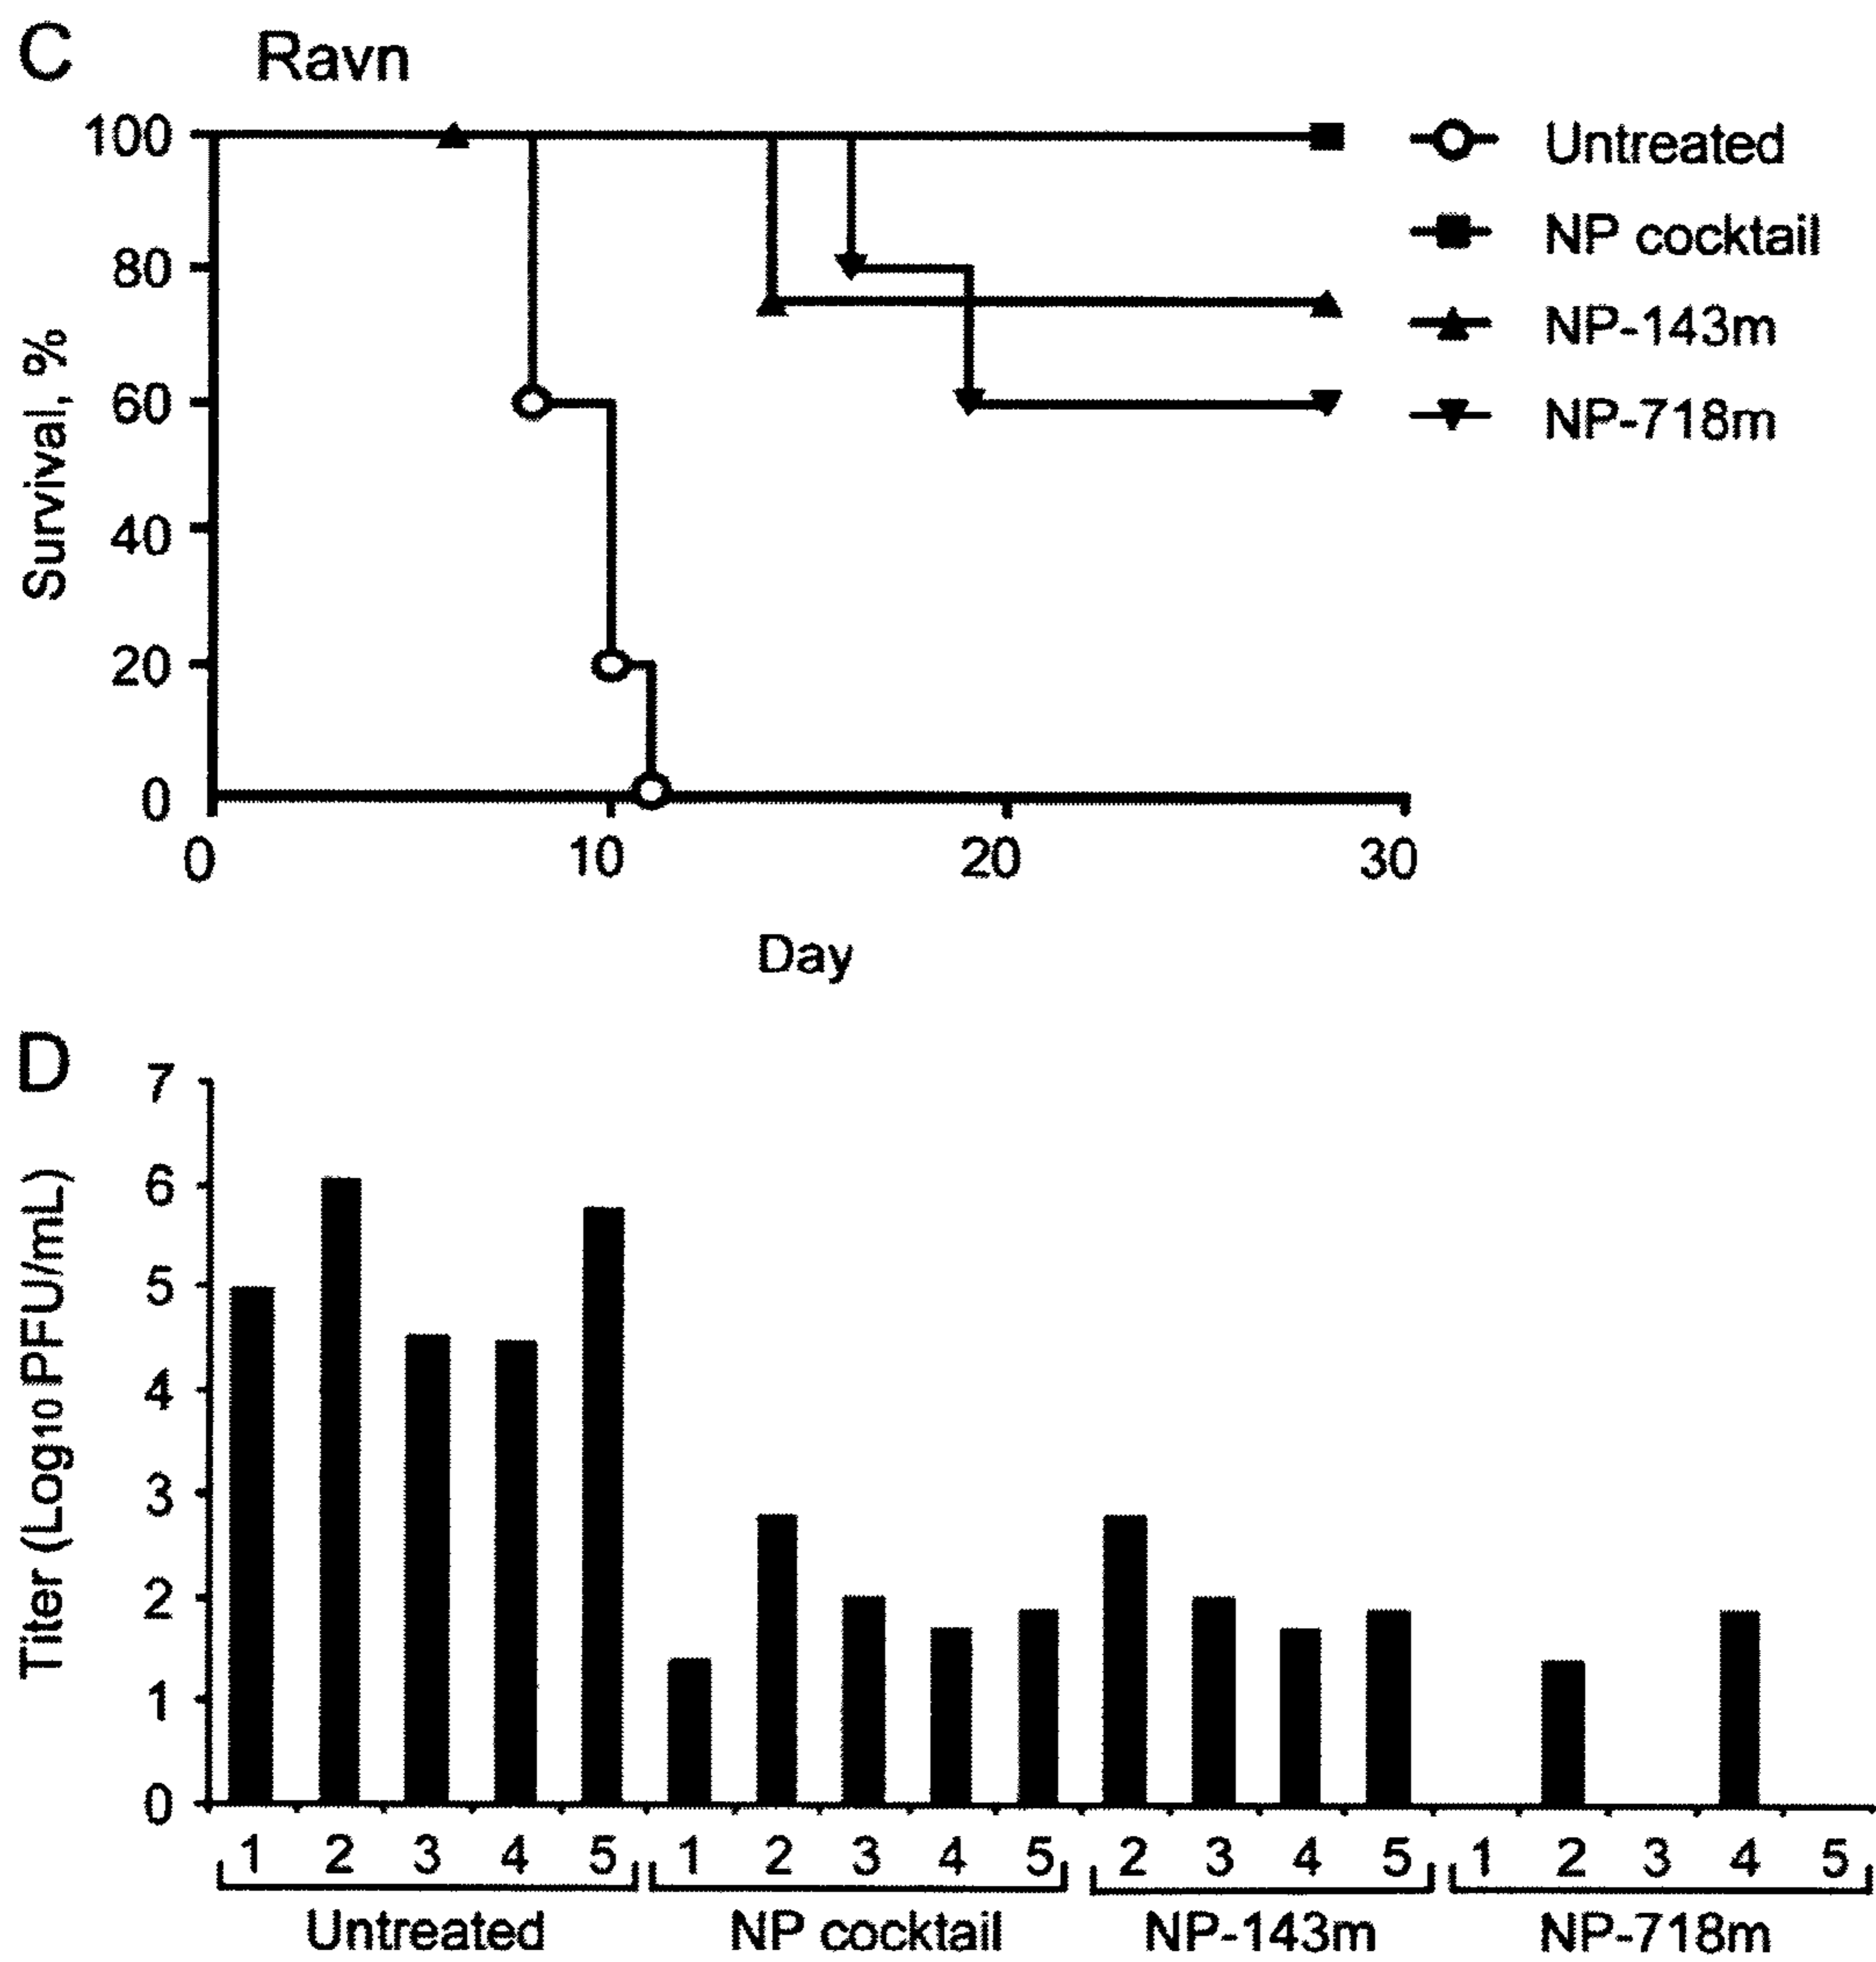 C Ravn
100
80
60
40
20
0
Survival, %
0 10 20 30
Day
Untreated
NP cocktail
NP-143m
NP-718m
D
7
6
5
4
3
2
1
0
Titer (Log10 PFU/mL)
1 2 3 4 5 1 2 3 4 5 2 3 4 5 1 2 3 4 5
Untreated NP cocktail NP-143m NP-718m